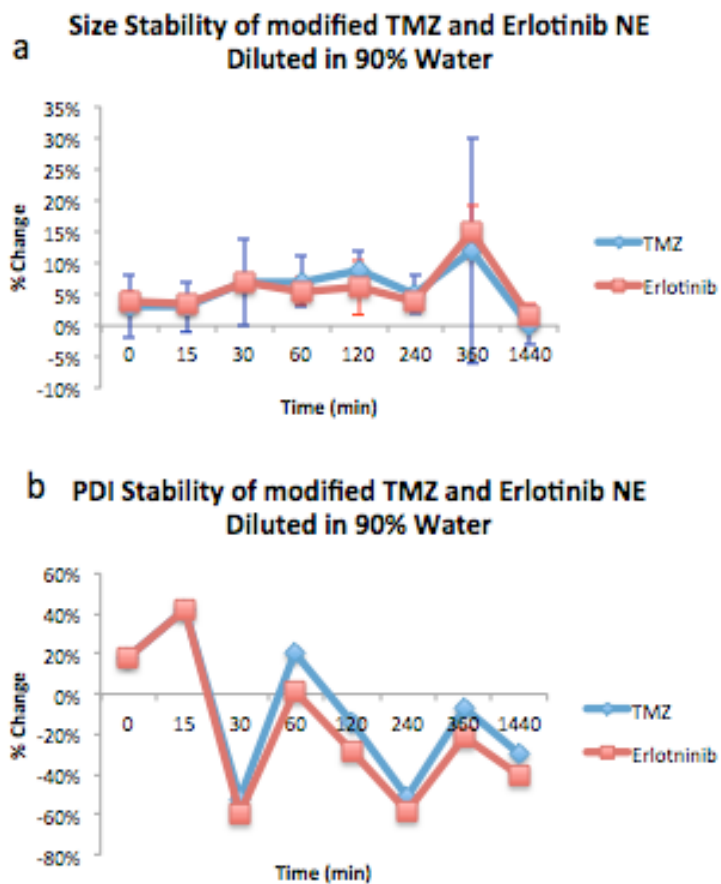 a
Size Stability of modified TMZ and Erlotinib NE
Diluted in 90% Water
40%
35%
30%
25%
20%
15%
10%
5%
0%
-5%
-10%
% Change
0 15 30 60 120 240 360 1440
Time (min)
TMZ
Erlotinib
b
PDI Stability of modified TMZ and Erlotinib NE
Diluted in 90% Water
60%
40%
20%
0%
-20%
-40%
-60%
-80%
% Change
0 15 30 60 120 240 360 1440
Time (min)
TMZ
Erlotninib